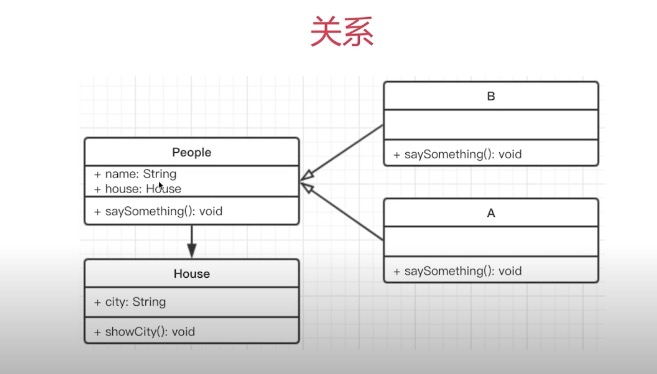 关系
People
+ name: String
+ house: House
+ saySomething(): void
House
+ city: String
+ showCity(): void
B
+ saySomething(): void
A
+ saySomething(): void